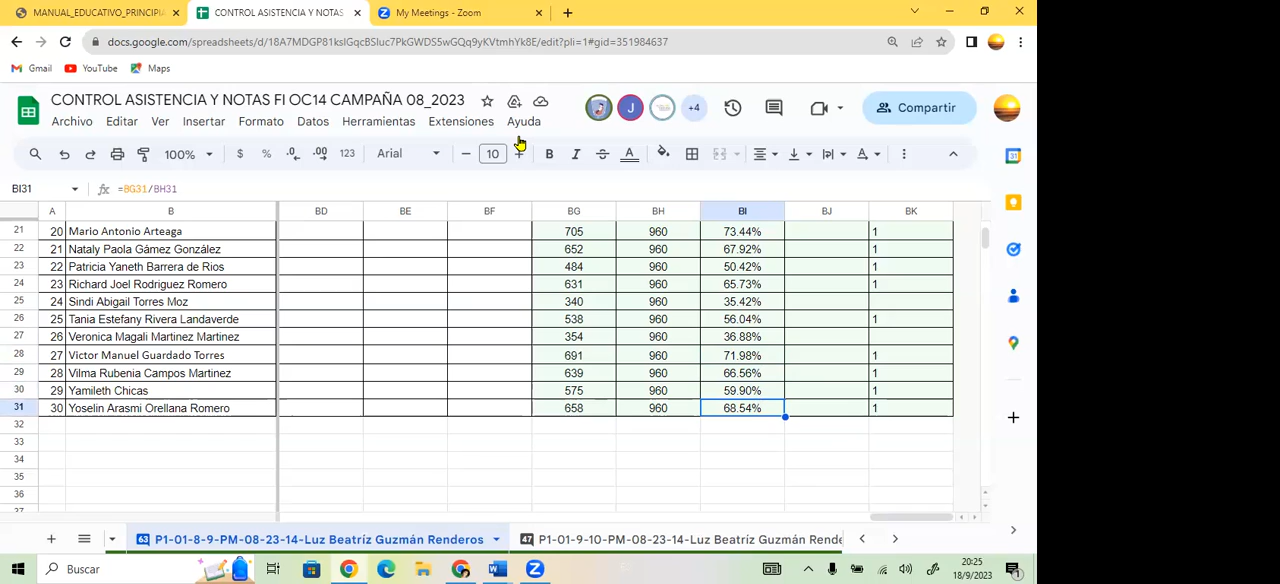 MANUAL_EDUCATIVO_PRINCIPIA
CONTROL ASISTENCIA Y NOTAS
My Meetings - Zoom
docs.google.com/spreadsheets/d/18A7MDGP81kslGqcBSluc7PkGWDS5wGQq9yKVtmhYk8E/edit?pli=1#gid=351984637
Gmail YouTube Maps
CONTROL ASISTENCIA Y NOTAS FI OC14 CAMPAÑA 08_2023
J +4 Compartir
Archivo Editar Ver Insertar Formato Datos Herramientas Extensiones Ayuda
100% $ % .0 .00 123 Arial − 10 + B I S A
31
BI31 fx =BG31/BH31
A B BD BE BF BG BH BI BJ BK
21 20 Mario Antonio Arteaga 705 960 73.44% 1
22 21 Nataly Paola Gámez González 652 960 67.92% 1
23 22 Patricia Yaneth Barrera de Rios 484 960 50.42% 1
24 23 Richard Joel Rodriguez Romero 631 960 65.73% 1
25 24 Sindi Abigail Torres Moz 340 960 35.42%
26 25 Tania Estefany Rivera Landaverde 538 960 56.04% 1
27 26 Veronica Magali Martinez Martinez 354 960 36.88%
28 27 Victor Manuel Guardado Torres 691 960 71.98% 1
29 28 Vilma Rubenia Campos Martinez 639 960 66.56% 1
30 29 Yamileth Chicas 575 960 59.90% 1
31 30 Yoselin Arasmi Orellana Romero 658 960 68.54% 1
32
33
34
35
36
37
63 P1-01-8-9-PM-08-23-14-Luz Beatríz Guzmán Renderos
47 P1-01-9-10-PM-08-23-14-Luz Beatríz Guzmán Rende
Buscar
20:25
18/9/2023
1